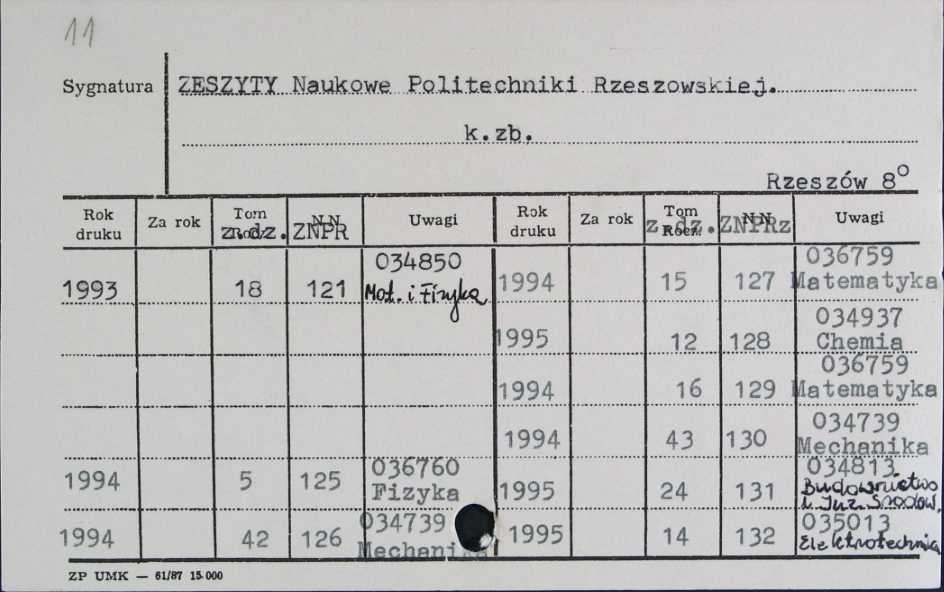 11
Sygnatura ZESZYTY Naukowe Politechniki Rzeszowskiej.
k.zb.
Rzeszów 8°
Rok druku Za rok Tom z.dz. N.N ZNPR Uwagi Rok druku Za rok Tom Rocz. z.dz. N.N ZNPRz Uwagi
1993 18 121 034850 Mat. i Fizyka 1994 15 127 036759 Matematyka
1995 12 128 034937 Chemia
1994 16 129 036759 Matematyka
1994 43 130 034739 Mechanika
1994 5 125 036760 Fizyka 1995 24 131 034813 Budownictwo i Inż. Środow.
1994 42 126 034739 Mechani 1995 14 132 035013 Elektrotechnika
ZP UMK — 61/87 15 000